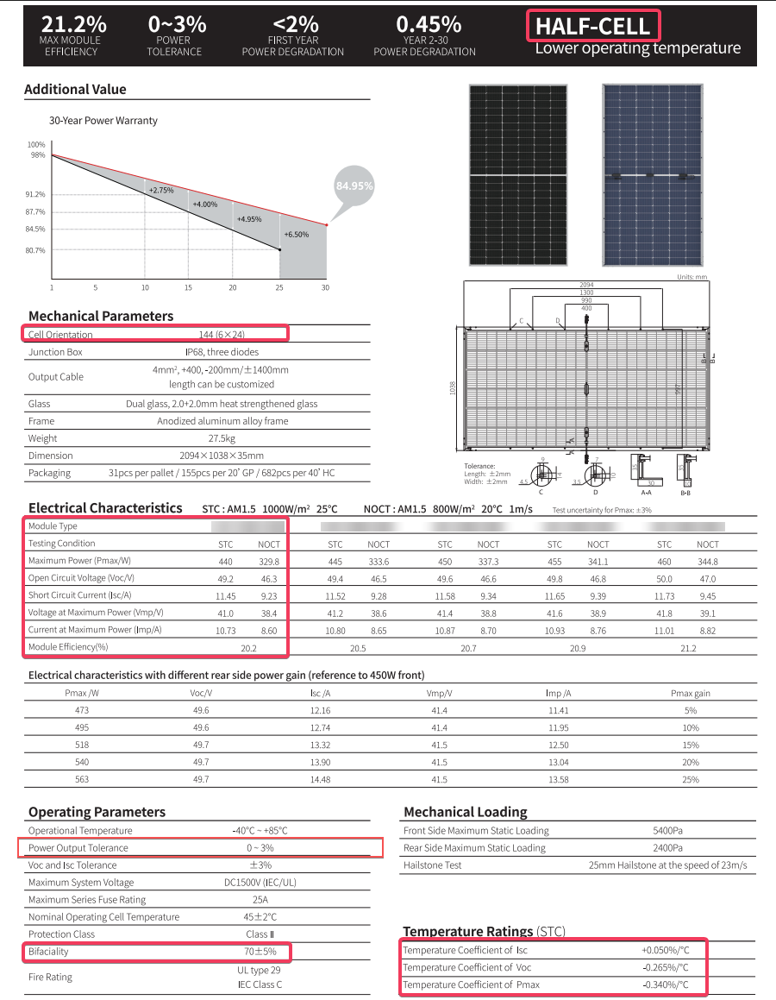 21.2% 0~3% <2% 0.45% HALF-CELL
MAX MODULE POWER FIRST YEAR YEAR 2-30 Lower operating temperature
EFFICIENCY TOLERANCE POWER DEGRADATION POWER DEGRADATION
Additional Value
30-Year Power Warranty
100%
98%
91.2%
87.7%
84.5%
80.7%
+2.75%
+4.00%
+4.95%
+6.50%
84.95%
1 5 10 15 20 25 30
Units: mm
2094
1300
990
400
C D
1038
997
B B
A
A
Tolerance:
Length: ±2mm
Width: ±2mm
9
4.5
14
C
7
3.5
10
D
35
30
A-A
35
B-B
Mechanical Parameters
Cell Orientation 144 (6×24)
Junction Box IP68, three diodes
Output Cable 4mm², +400, -200mm/±1400mm
length can be customized
Glass Dual glass, 2.0+2.0mm heat strengthened glass
Frame Anodized aluminum alloy frame
Weight 27.5kg
Dimension 2094×1038×35mm
Packaging 31pcs per pallet / 155pcs per 20' GP / 682pcs per 40' HC
Electrical Characteristics STC : AM1.5 1000W/m² 25°C NOCT : AM1.5 800W/m² 20°C 1m/s Test uncertainty for Pmax: ±3%
Module Type
Testing Condition STC NOCT STC NOCT STC NOCT STC NOCT STC NOCT
Maximum Power (Pmax/W) 440 329.8 445 333.6 450 337.3 455 341.1 460 344.8
Open Circuit Voltage (Voc/V) 49.2 46.3 49.4 46.5 49.6 46.6 49.8 46.8 50.0 47.0
Short Circuit Current (Isc/A) 11.45 9.23 11.52 9.28 11.58 9.34 11.65 9.39 11.73 9.45
Voltage at Maximum Power (Vmp/V) 41.0 38.4 41.2 38.6 41.4 38.8 41.6 38.9 41.8 39.1
Current at Maximum Power (Imp/A) 10.73 8.60 10.80 8.65 10.87 8.70 10.93 8.76 11.01 8.82
Module Efficiency(%) 20.2 20.5 20.7 20.9 21.2
Electrical characteristics with different rear side power gain (reference to 450W front)
Pmax /W Voc/V Isc /A Vmp/V Imp /A Pmax gain
473 49.6 12.16 41.4 11.41 5%
495 49.6 12.74 41.4 11.95 10%
518 49.7 13.32 41.5 12.50 15%
540 49.7 13.90 41.5 13.04 20%
563 49.7 14.48 41.5 13.58 25%
Operating Parameters
Operational Temperature -40°C ~ +85°C
Power Output Tolerance 0 ~ 3%
Voc and Isc Tolerance ±3%
Maximum System Voltage DC1500V (IEC/UL)
Maximum Series Fuse Rating 25A
Nominal Operating Cell Temperature 45±2°C
Protection Class Class II
Bifaciality 70±5%
Fire Rating UL type 29
IEC Class C
Mechanical Loading
Front Side Maximum Static Loading 5400Pa
Rear Side Maximum Static Loading 2400Pa
Hailstone Test 25mm Hailstone at the speed of 23m/s
Temperature Ratings (STC)
Temperature Coefficient of Isc +0.050%/°C
Temperature Coefficient of Voc -0.265%/°C
Temperature Coefficient of Pmax -0.340%/°C